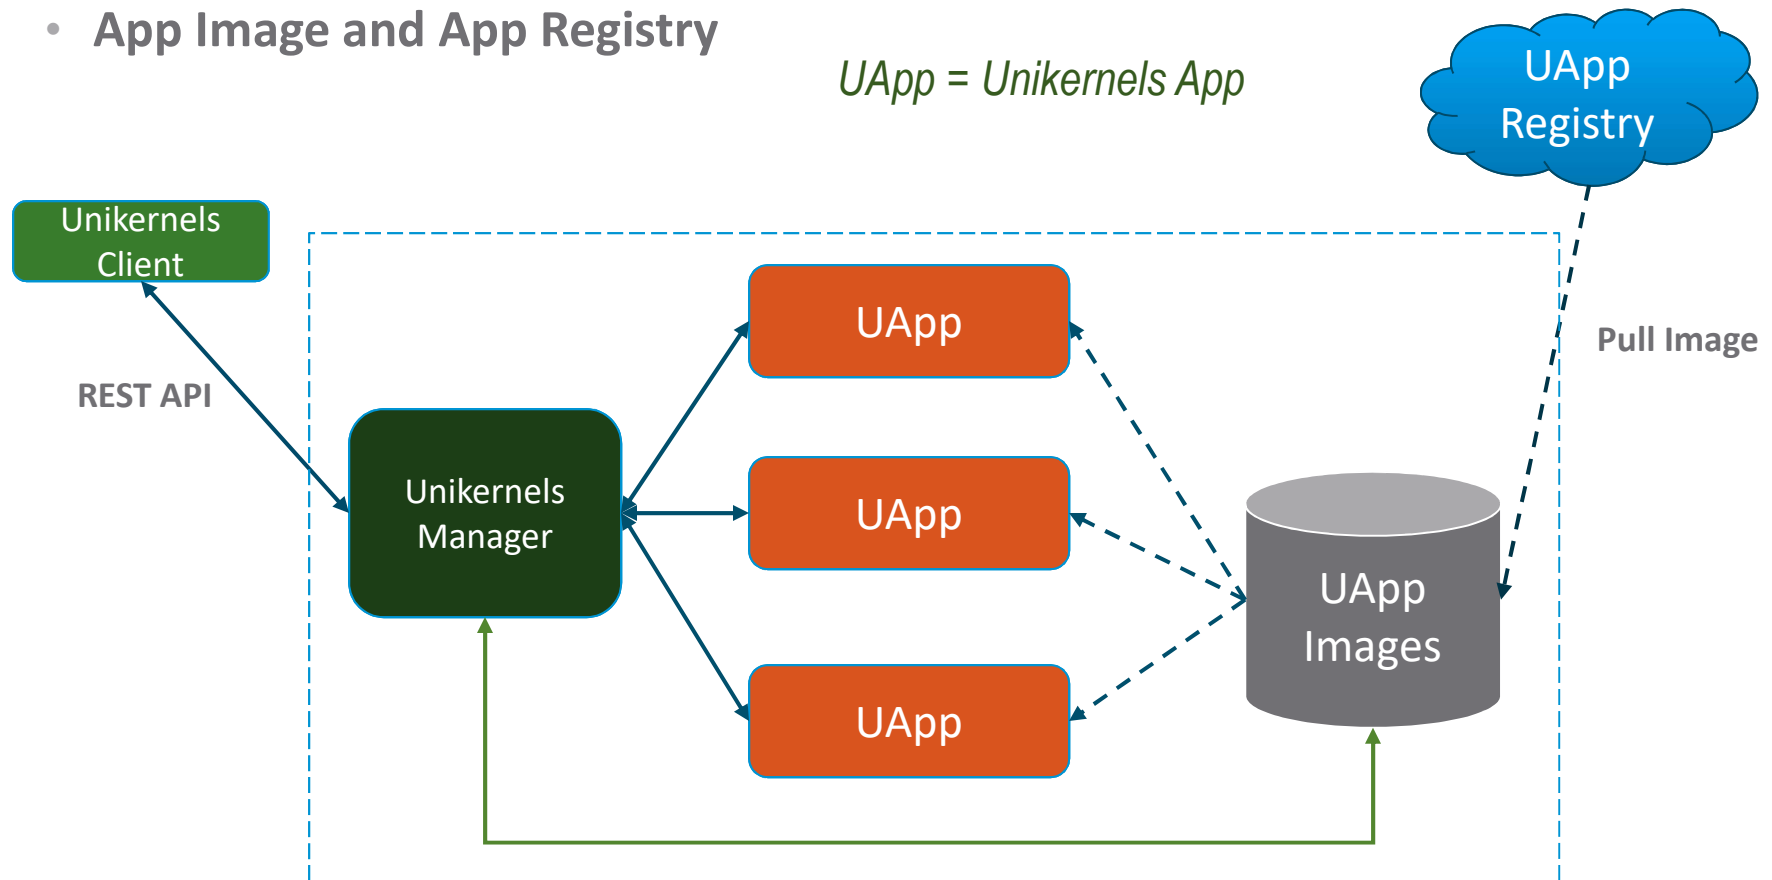 • App Image and App Registry
UApp = Unikernels App
UApp
Registry
Unikernels
Client
REST API
Pull Image
UApp
Unikernels
Manager
UApp
UApp
Images
UApp